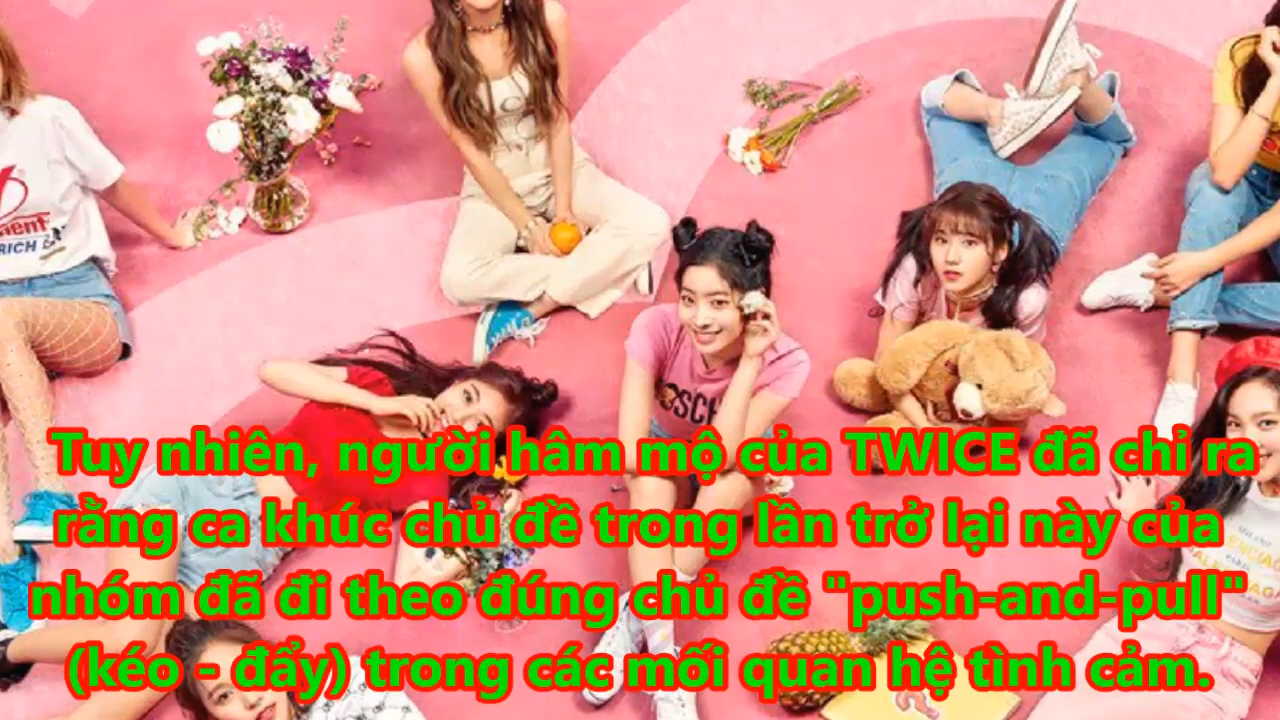 Tuy nhiên, người hâm mộ của TWICE đã chỉ ra
rằng ca khúc chủ đề trong lần trở lại này của
nhóm đã đi theo đúng chủ đề "push-and-pull"
(kéo - đẩy) trong các mối quan hệ tình cảm.
RICH